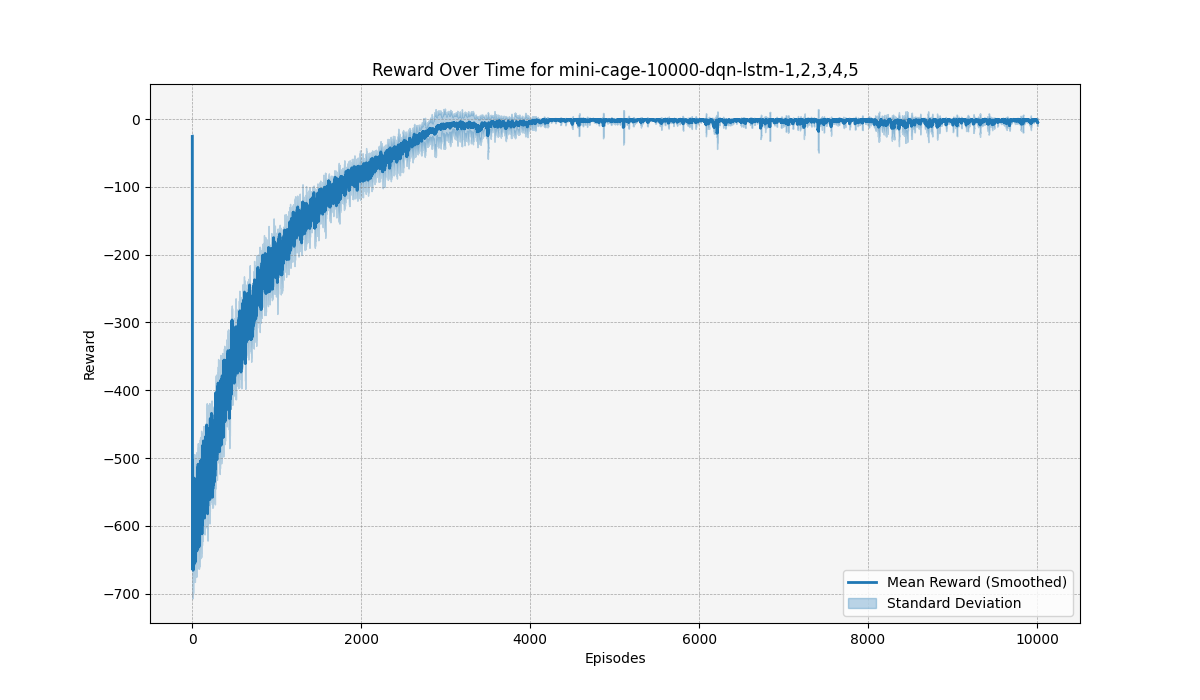 Reward Over Time for mini-cage-10000-dqn-lstm-1,2,3,4,5
0
−100
−200
−300
−400
−500
−600
−700
Reward
0
2000
4000
6000
8000
10000
Episodes
Mean Reward (Smoothed)
Standard Deviation